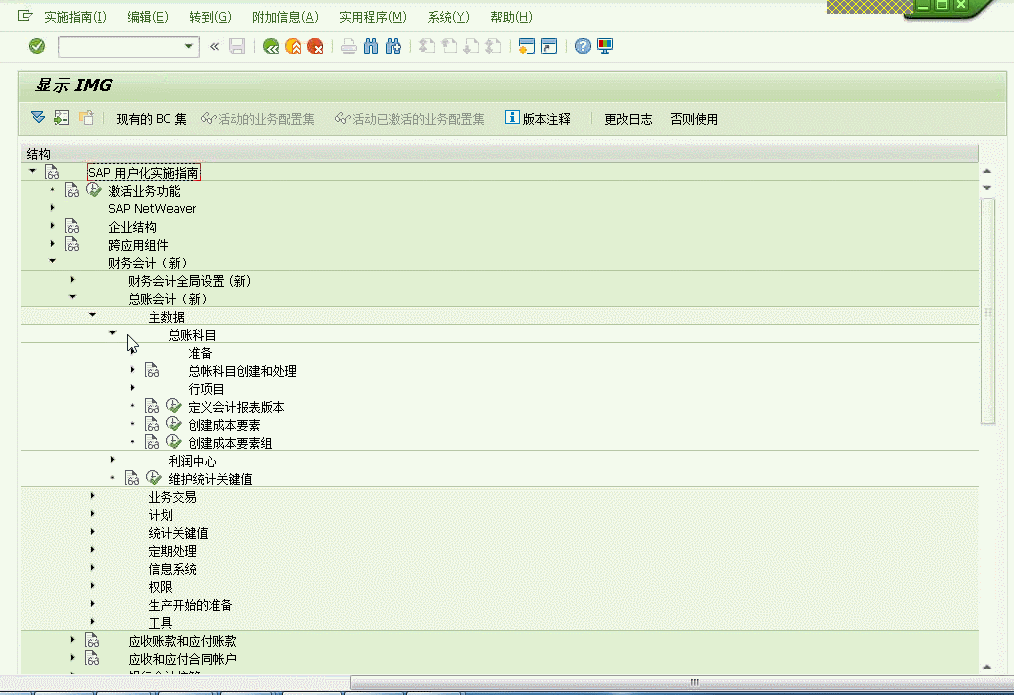 实施指南(I) 编辑(E) 转到(G) 附加信息(A) 实用程序(M) 系统(Y) 帮助(H)
显示 IMG
现有的 BC 集 活动的业务配置集 活动已激活的业务配置集 版本注释 更改日志 否则使用
结构
SAP 用户化实施指南
激活业务功能
SAP NetWeaver
企业结构
跨应用组件
财务会计（新）
财务会计全局设置 (新)
总账会计（新）
主数据
总账科目
准备
总帐科目创建和处理
行项目
定义会计报表版本
创建成本要素
创建成本要素组
利润中心
维护统计关键值
业务交易
计划
统计关键值
定期处理
信息系统
权限
生产开始的准备
工具
应收账款和应付账款
应收和应付合同帐户